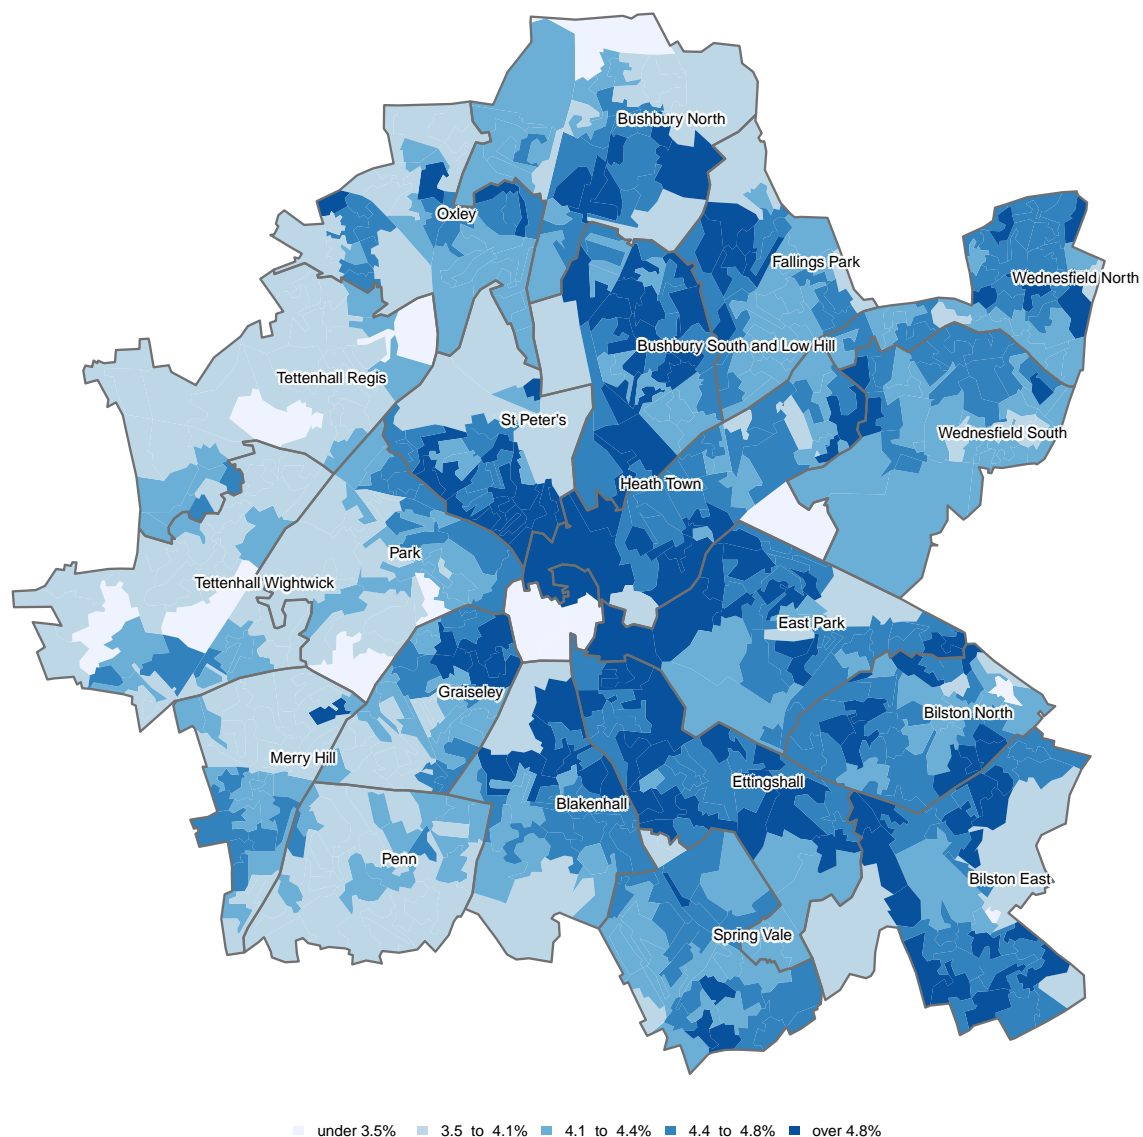 Bushbury North
Oxley
Fallings Park
Wednesfield North
Bushbury South and Low Hill
Tettenhall Regis
St Peter's
Wednesfield South
Heath Town
Park
Tettenhall Wightwick
East Park
Graiseley
Bilston North
Merry Hill
Ettingshall
Blakenhall
Penn
Bilston East
Spring Vale
under 3.5% 3.5 to 4.1% 4.1 to 4.4% 4.4 to 4.8% over 4.8%